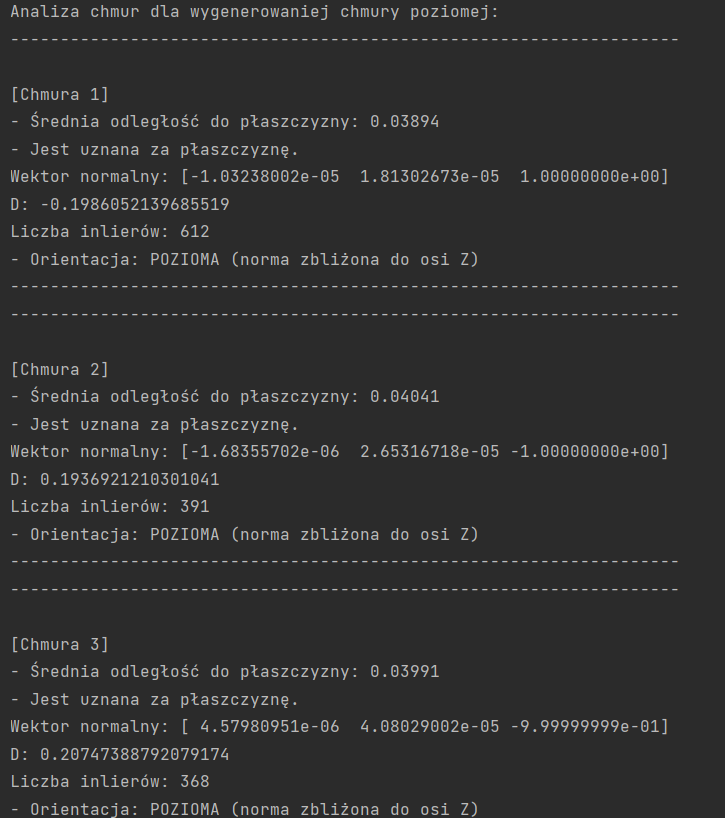 Analiza chmur dla wygenerowaniej chmury poziomej:
-------------------------------------------------------------------
[Chmura 1]
- Średnia odległość do płaszczyzny: 0.03894
- Jest uznana za płaszczyznę.
Wektor normalny: [-1.03238002e-05  1.81302673e-05  1.00000000e+00]
D: -0.1986052139685519
Liczba inlierów: 612
- Orientacja: POZIOMA (norma zbliżona do osi Z)
-------------------------------------------------------------------
-------------------------------------------------------------------
[Chmura 2]
- Średnia odległość do płaszczyzny: 0.04041
- Jest uznana za płaszczyznę.
Wektor normalny: [-1.68355702e-06  2.65316718e-05 -1.00000000e+00]
D: 0.1936921210301041
Liczba inlierów: 391
- Orientacja: POZIOMA (norma zbliżona do osi Z)
-------------------------------------------------------------------
-------------------------------------------------------------------
[Chmura 3]
- Średnia odległość do płaszczyzny: 0.03991
- Jest uznana za płaszczyznę.
Wektor normalny: [ 4.57980951e-06  4.08029002e-05 -9.99999999e-01]
D: 0.20747388792079174
Liczba inlierów: 368
- Orientacja: POZIOMA (norma zbliżona do osi Z)